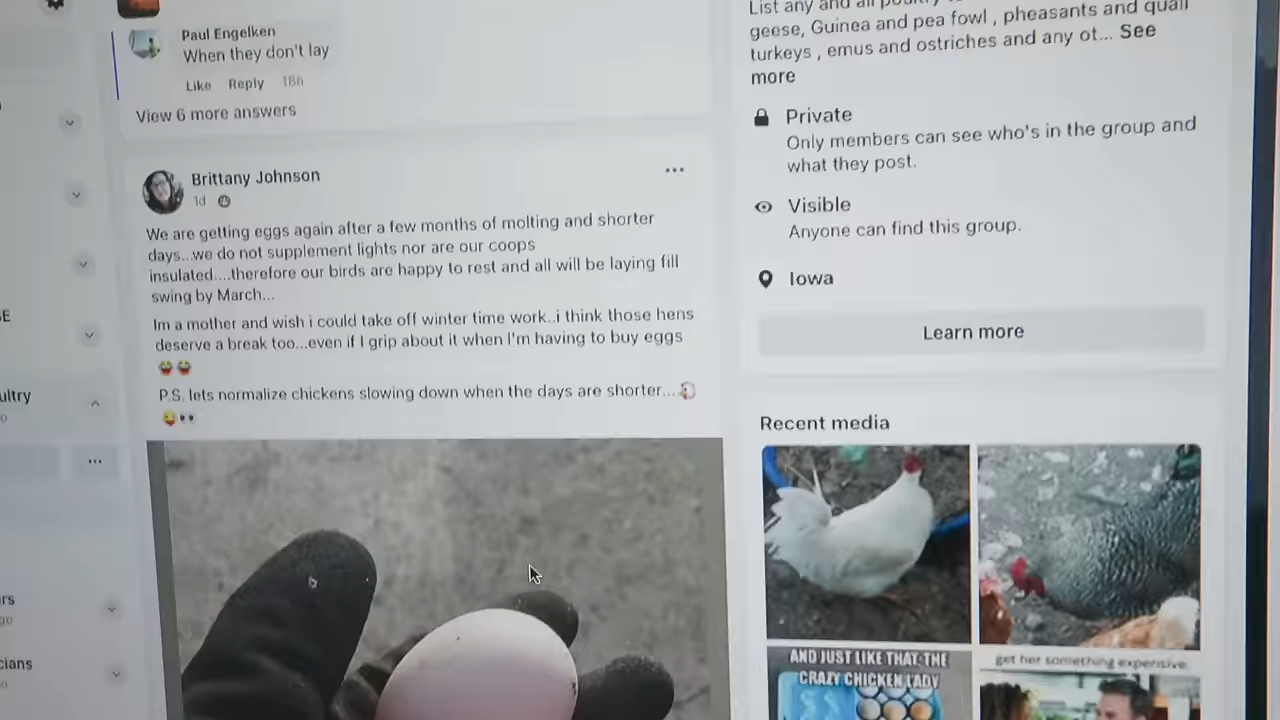 Paul Engelken
When they don't lay
Like Reply 18h
View 6 more answers
Brittany Johnson
1d
We are getting eggs again after a few months of molting and shorter
days...we do not supplement lights nor are our coops
insulated....therefore our birds are happy to rest and all will be laying fill
swing by March...
Im a mother and wish i could take off winter time work..i think those hens
deserve a break too...even if I grip about it when I'm having to buy eggs
P.S. lets normalize chickens slowing down when the days are shorter...
List any and all
geese, Guinea and pea fowl , pheasants and quail
turkeys , emus and ostriches and any ot... See
more
Private
Only members can see who's in the group and
what they post.
Visible
Anyone can find this group.
Iowa
Learn more
Recent media
AND JUST LIKE THAT, THE
CRAZY CHICKEN LADY
get her something expensive.